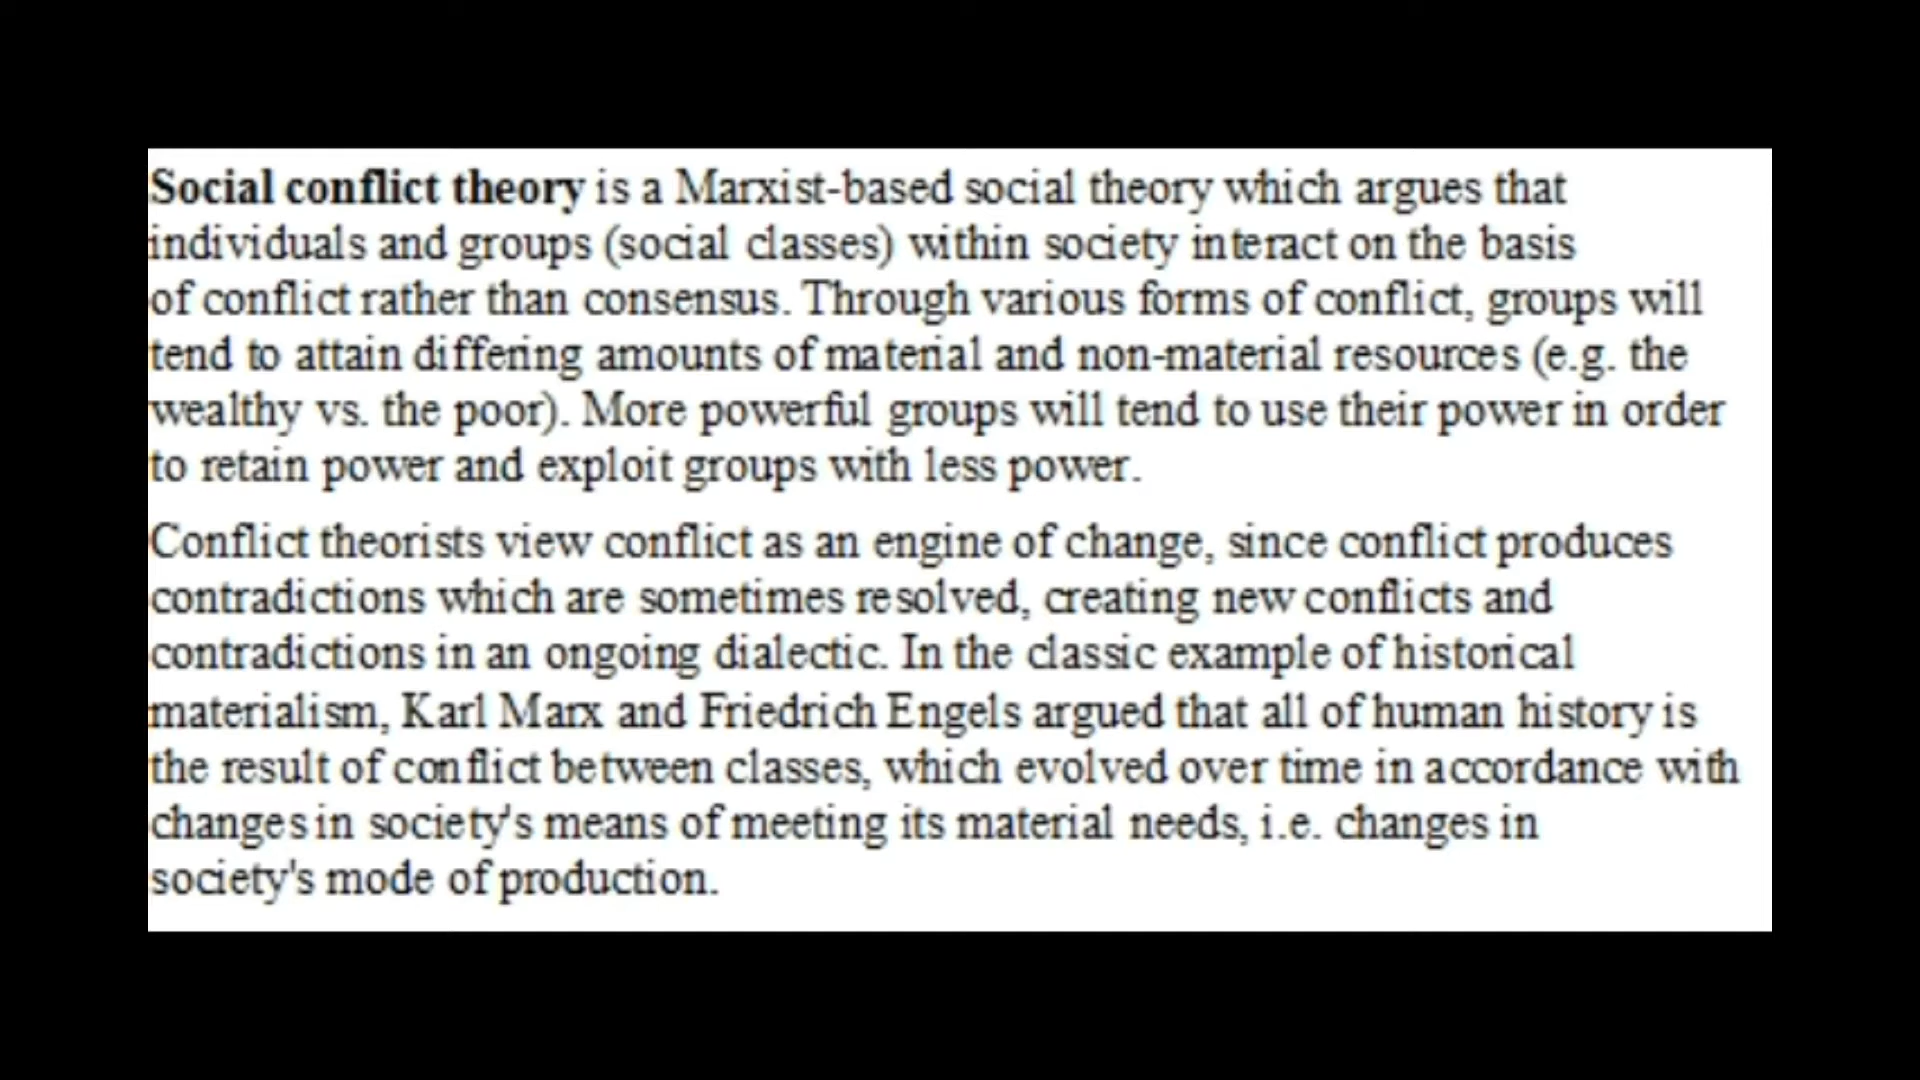 Social conflict theory is a Marxist-based social theory which argues that
individuals and groups (social classes) within society interact on the basis
of conflict rather than consensus. Through various forms of conflict, groups will
tend to attain differing amounts of material and non-material resources (e.g. the
wealthy vs. the poor). More powerful groups will tend to use their power in order
to retain power and exploit groups with less power.
Conflict theorists view conflict as an engine of change, since conflict produces
contradictions which are sometimes resolved, creating new conflicts and
contradictions in an ongoing dialectic. In the classic example of historical
materialism, Karl Marx and Friedrich Engels argued that all of human history is
the result of conflict between classes, which evolved over time in accordance with
changes in society's means of meeting its material needs, i.e. changes in
society's mode of production.